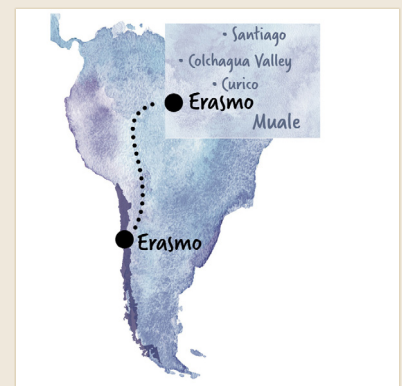 • Santiago
• Colchagua Valley
• Curico
Erasmo
Muale
Erasmo